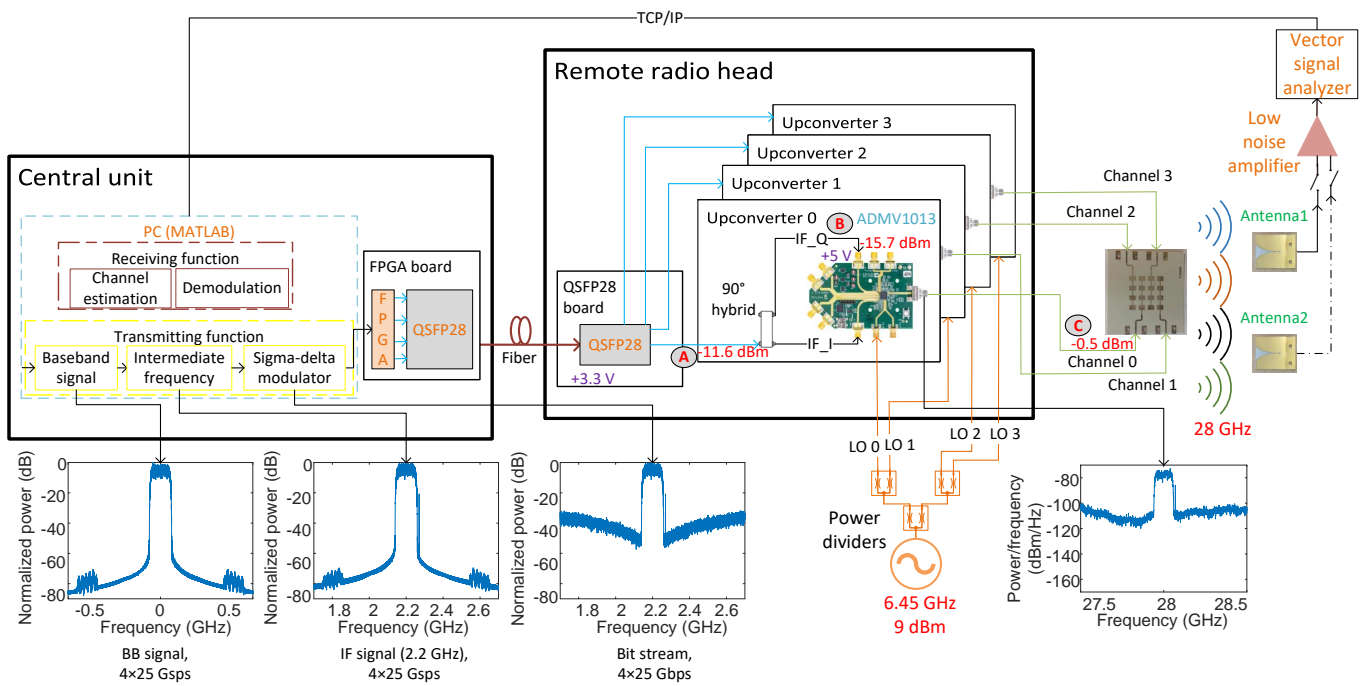 TCP/IP
Central unit
PC (MATLAB)
Receiving function
Channel
estimation
Demodulation
Transmitting function
Baseband
signal
Intermediate
frequency
Sigma-delta
modulator
FPGA board
F
P
G
A
QSFP28
Fiber
Remote radio head
Upconverter 3
Upconverter 2
Upconverter 1
Upconverter 0
B
ADMV1013
IF_Q
-15.7 dBm
+5 V
90°
hybrid
IF_I
QSFP28
board
QSFP28
+3.3 V
A
-11.6 dBm
Channel 3
Channel 2
C
-0.5 dBm
Channel 0
Channel 1
Vector
signal
analyzer
Low
noise
amplifier
Antenna1
Antenna2
28 GHz
LO 0
LO 1
LO 2
LO 3
Power
dividers
6.45 GHz
9 dBm
Normalized power (dB)
0
-20
-40
-60
-80
-0.5
0
0.5
Frequency (GHz)
BB signal,
4×25 Gsps
Normalized power (dB)
0
-20
-40
-60
-80
1.8
2
2.2
2.4
2.6
Frequency (GHz)
IF signal (2.2 GHz),
4×25 Gsps
Normalized power (dB)
0
-20
-40
-60
-80
1.8
2
2.2
2.4
2.6
Frequency (GHz)
Bit stream,
4×25 Gbps
Power/frequency
(dBm/Hz)
-80
-100
-120
-140
-160
27.5
28
28.5
Frequency (GHz)